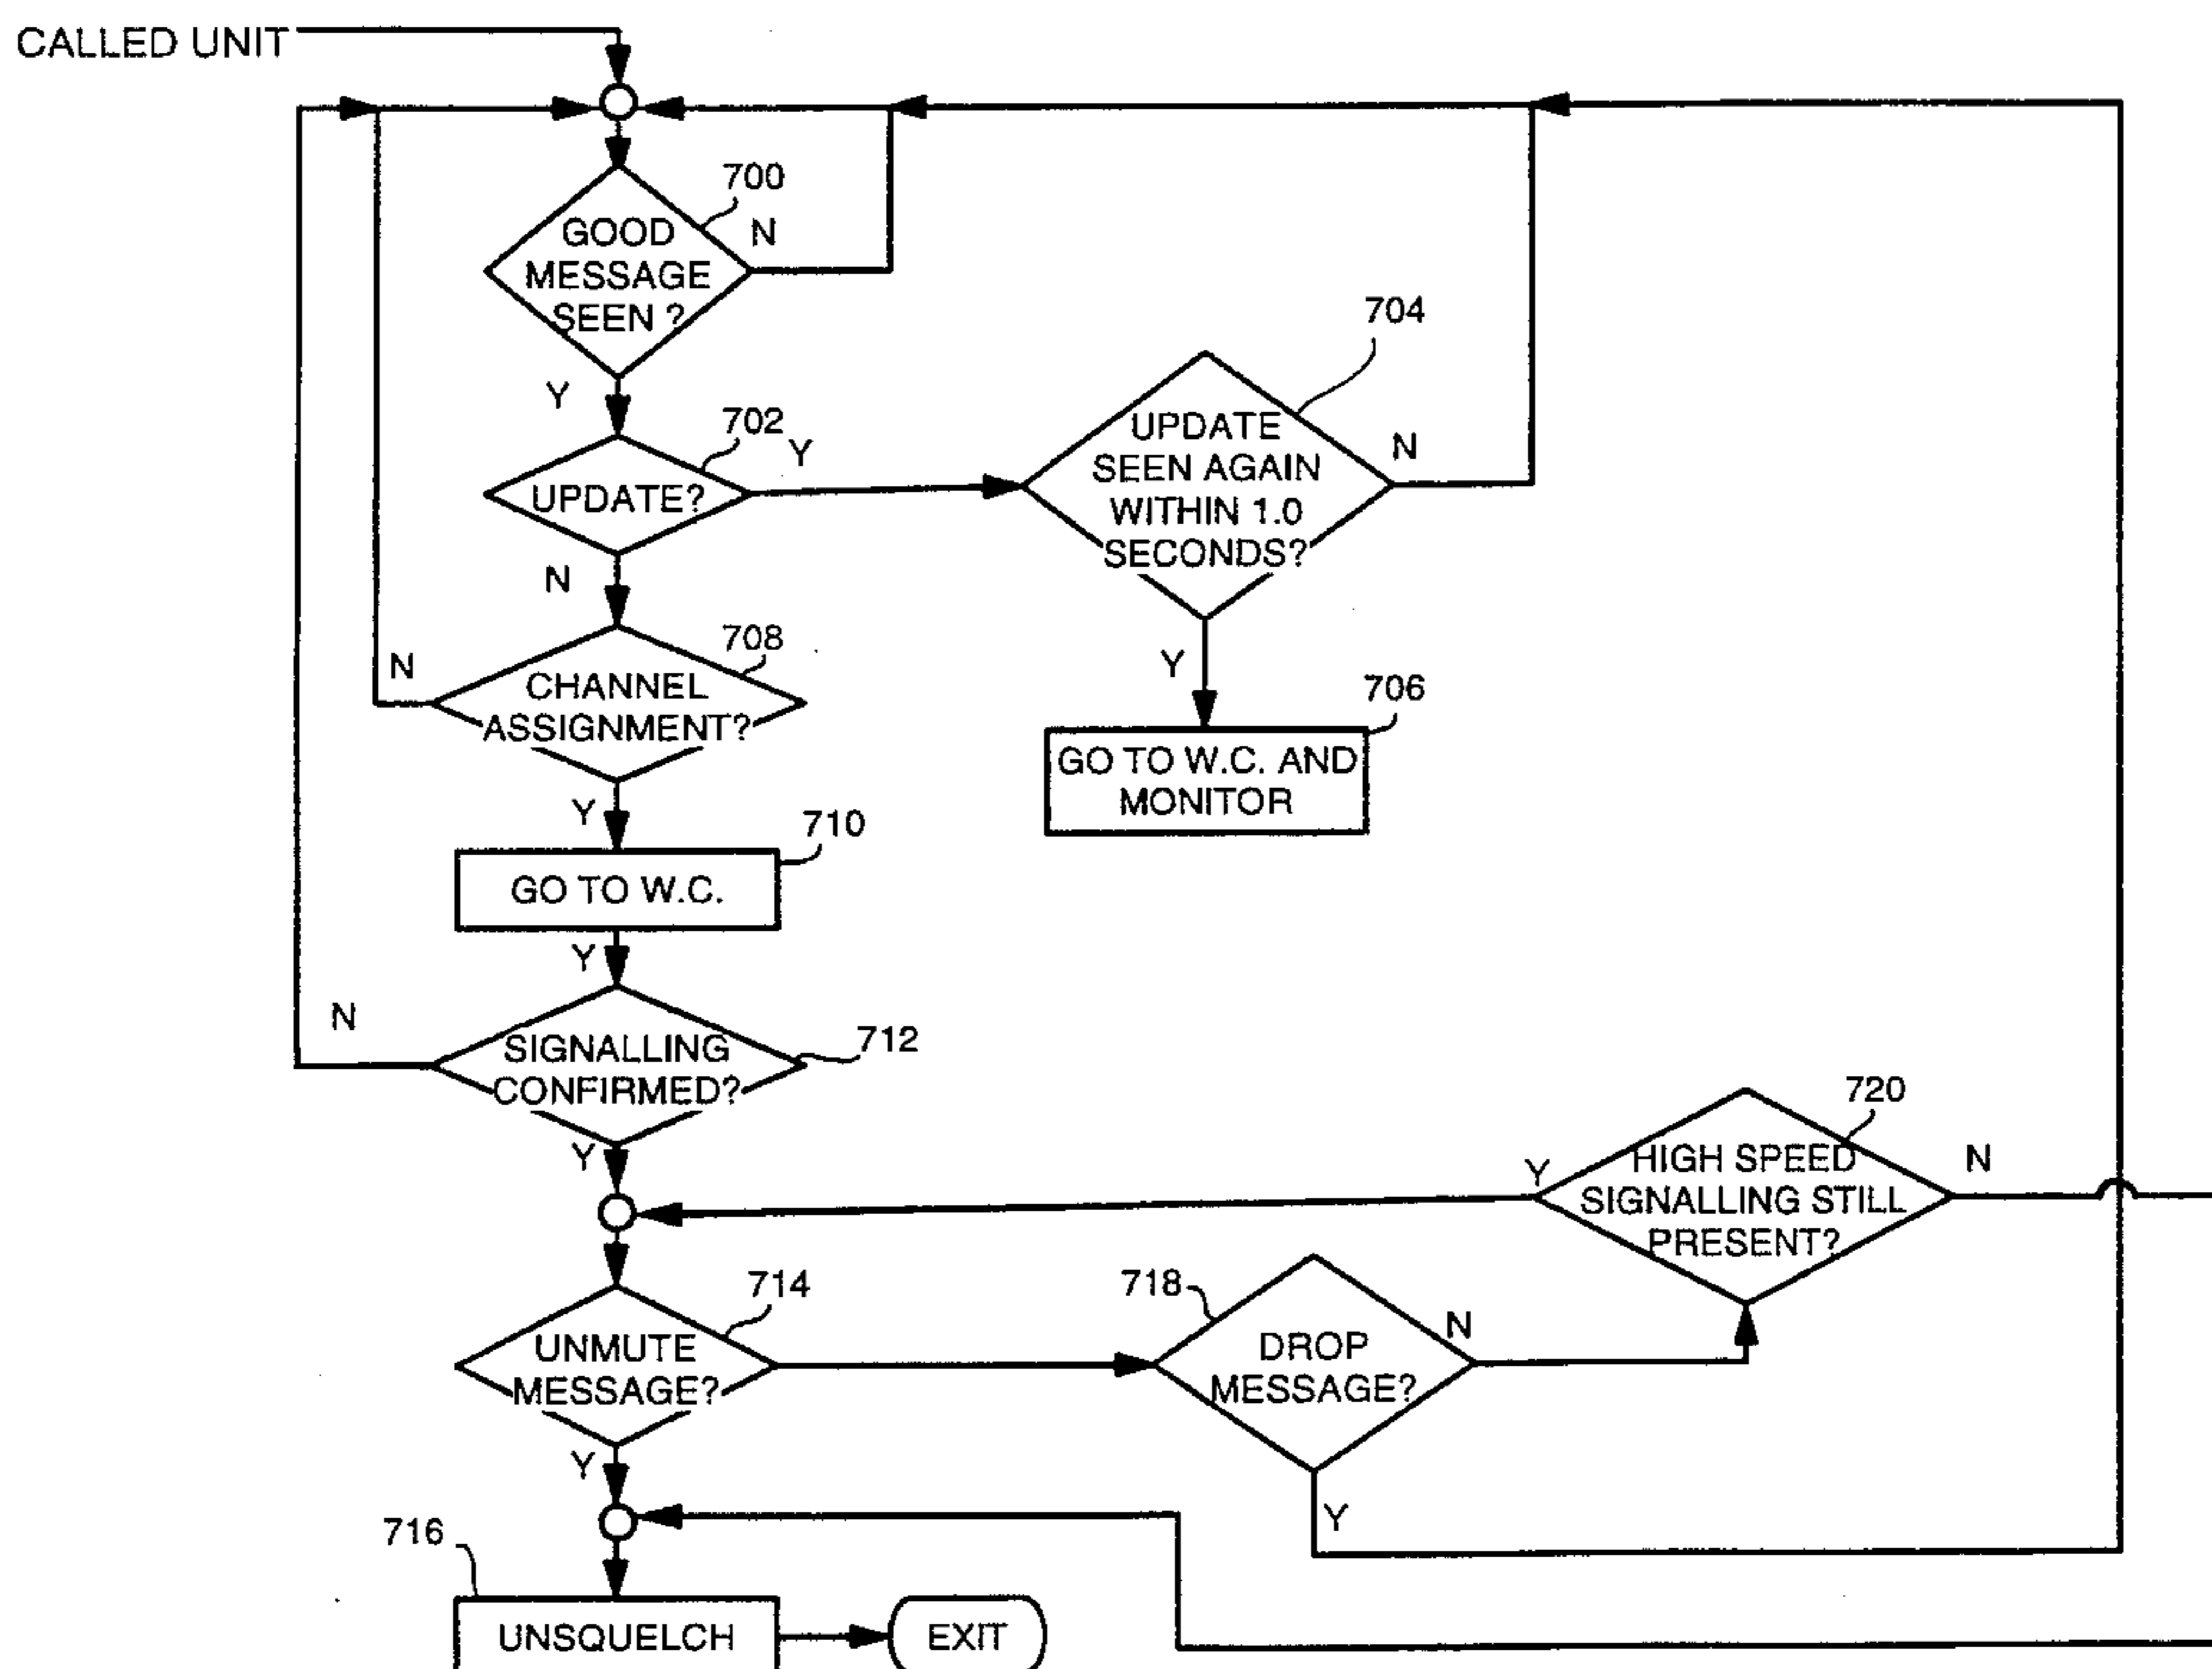 CALLED UNIT
700
GOOD
MESSAGE
SEEN ?
N
Y
702
UPDATE?
Y
N
704
UPDATE
SEEN AGAIN
WITHIN 1.0
SECONDS?
N
Y
706
GO TO W.C. AND
MONITOR
708
CHANNEL
ASSIGNMENT?
N
Y
710
GO TO W.C.
Y
712
SIGNALLING
CONFIRMED?
N
Y
714
UNMUTE
MESSAGE?
Y
718
DROP
MESSAGE?
N
Y
720
HIGH SPEED
SIGNALLING STILL
PRESENT?
Y
N
716
UNSQUELCH
EXIT